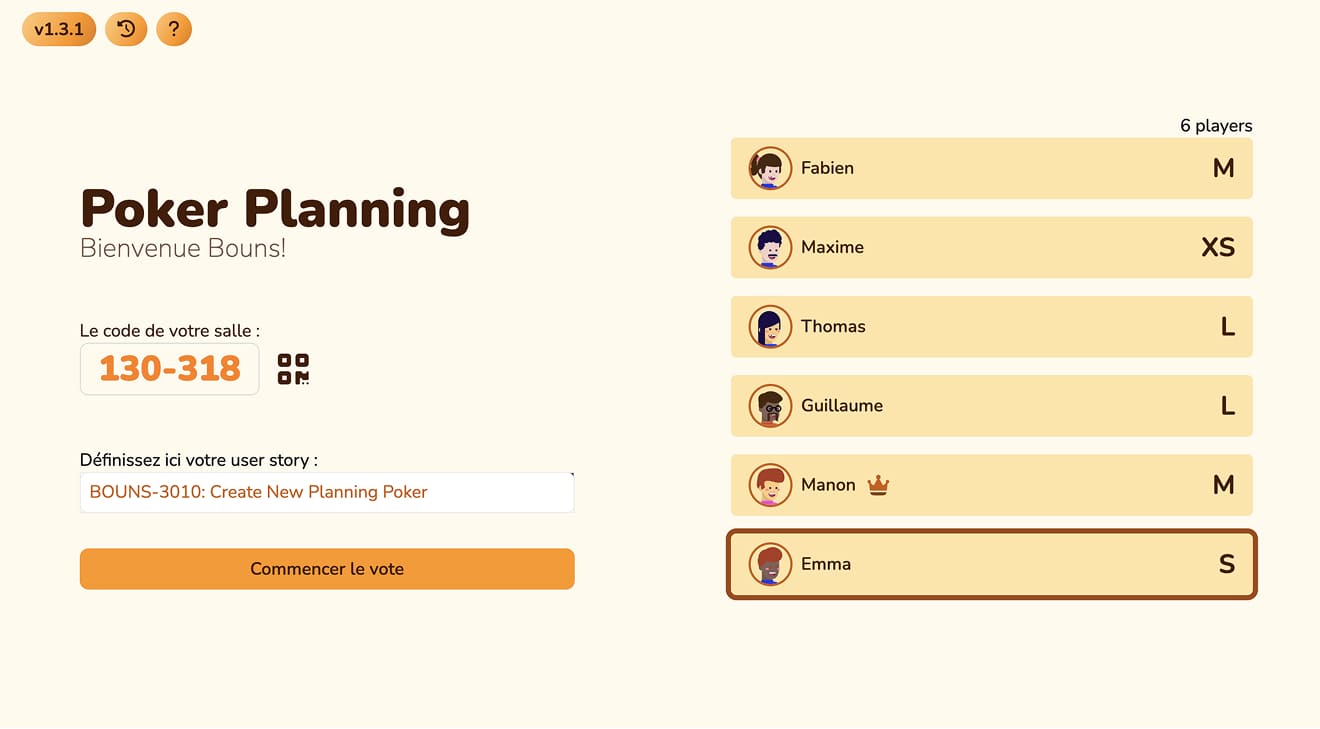 v1.3.1 ?
Poker Planning
Bienvenue Bouns!
Le code de votre salle :
130-318
Définissez ici votre user story :
BOUNS-3010: Create New Planning Poker
Commencer le vote
6 players
Fabien M
Maxime XS
Thomas L
Guillaume L
Manon M
Emma S